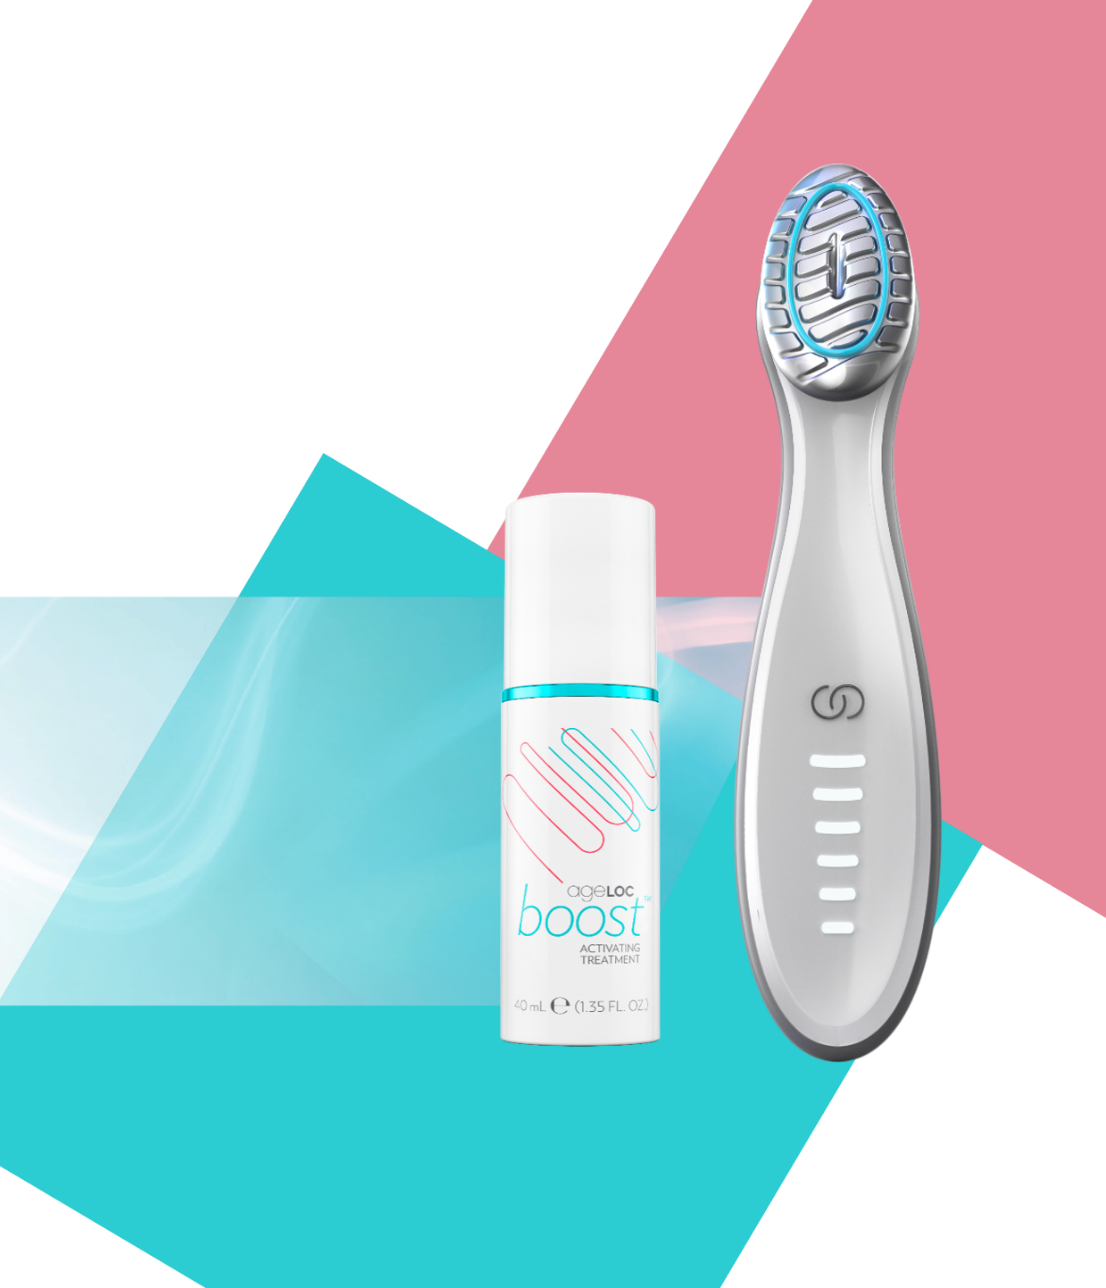 ageLOC
boost™
ACTIVATING
TREATMENT
40 mL ℮ (1.35 FL. OZ.)